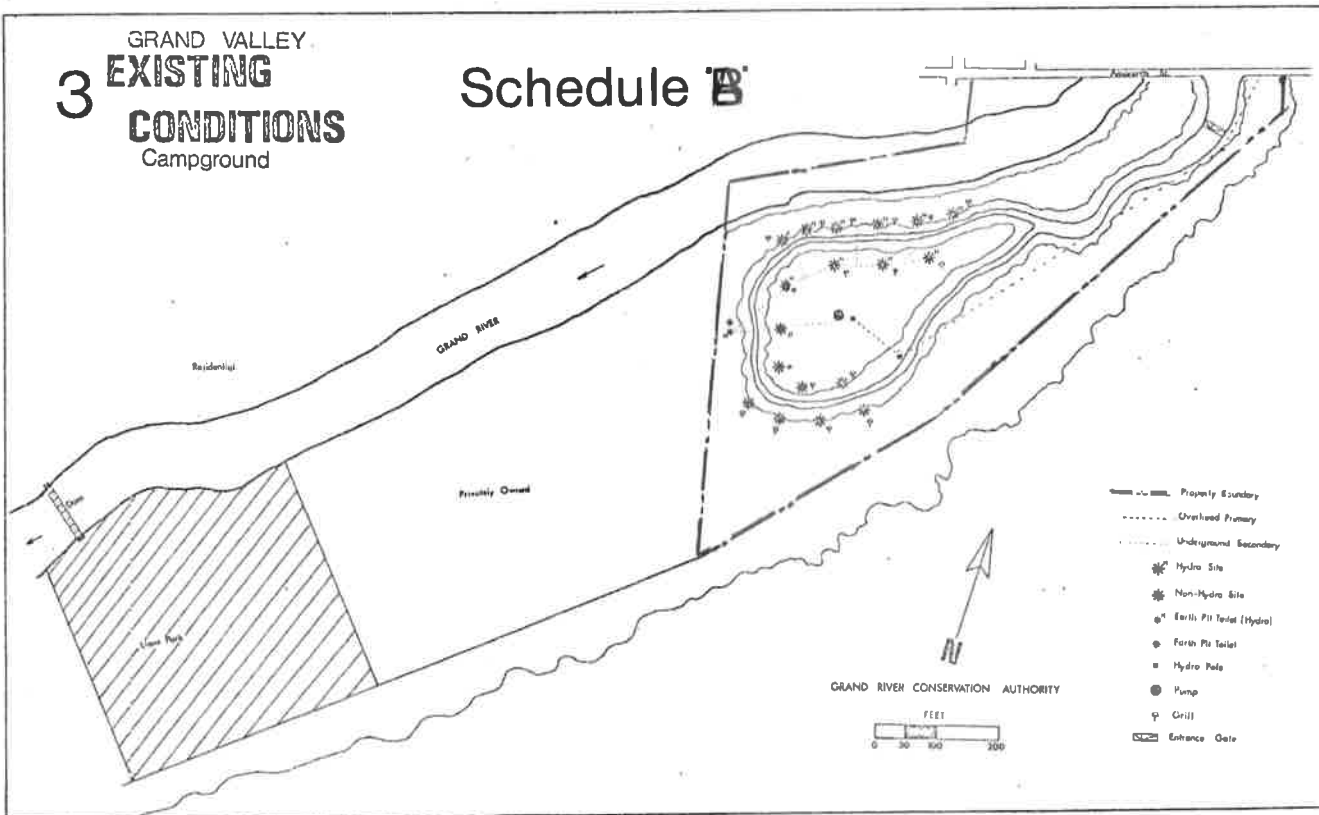 GRAND VALLEY
3 EXISTING
CONDITIONS
Campground
Schedule "B"
Residential
GRAND RIVER
Privately Owned
Dam
Lions Park
Property Boundary
Overhead Primary
Underground Secondary
H Hydro Site
Non-Hydro Site
H Earth Pit Toilet (Hydro)
Earth Pit Toilet
Hydro Pole
Pump
Grill
Entrance Gate
N
GRAND RIVER CONSERVATION AUTHORITY
FEET
0 50 100 200